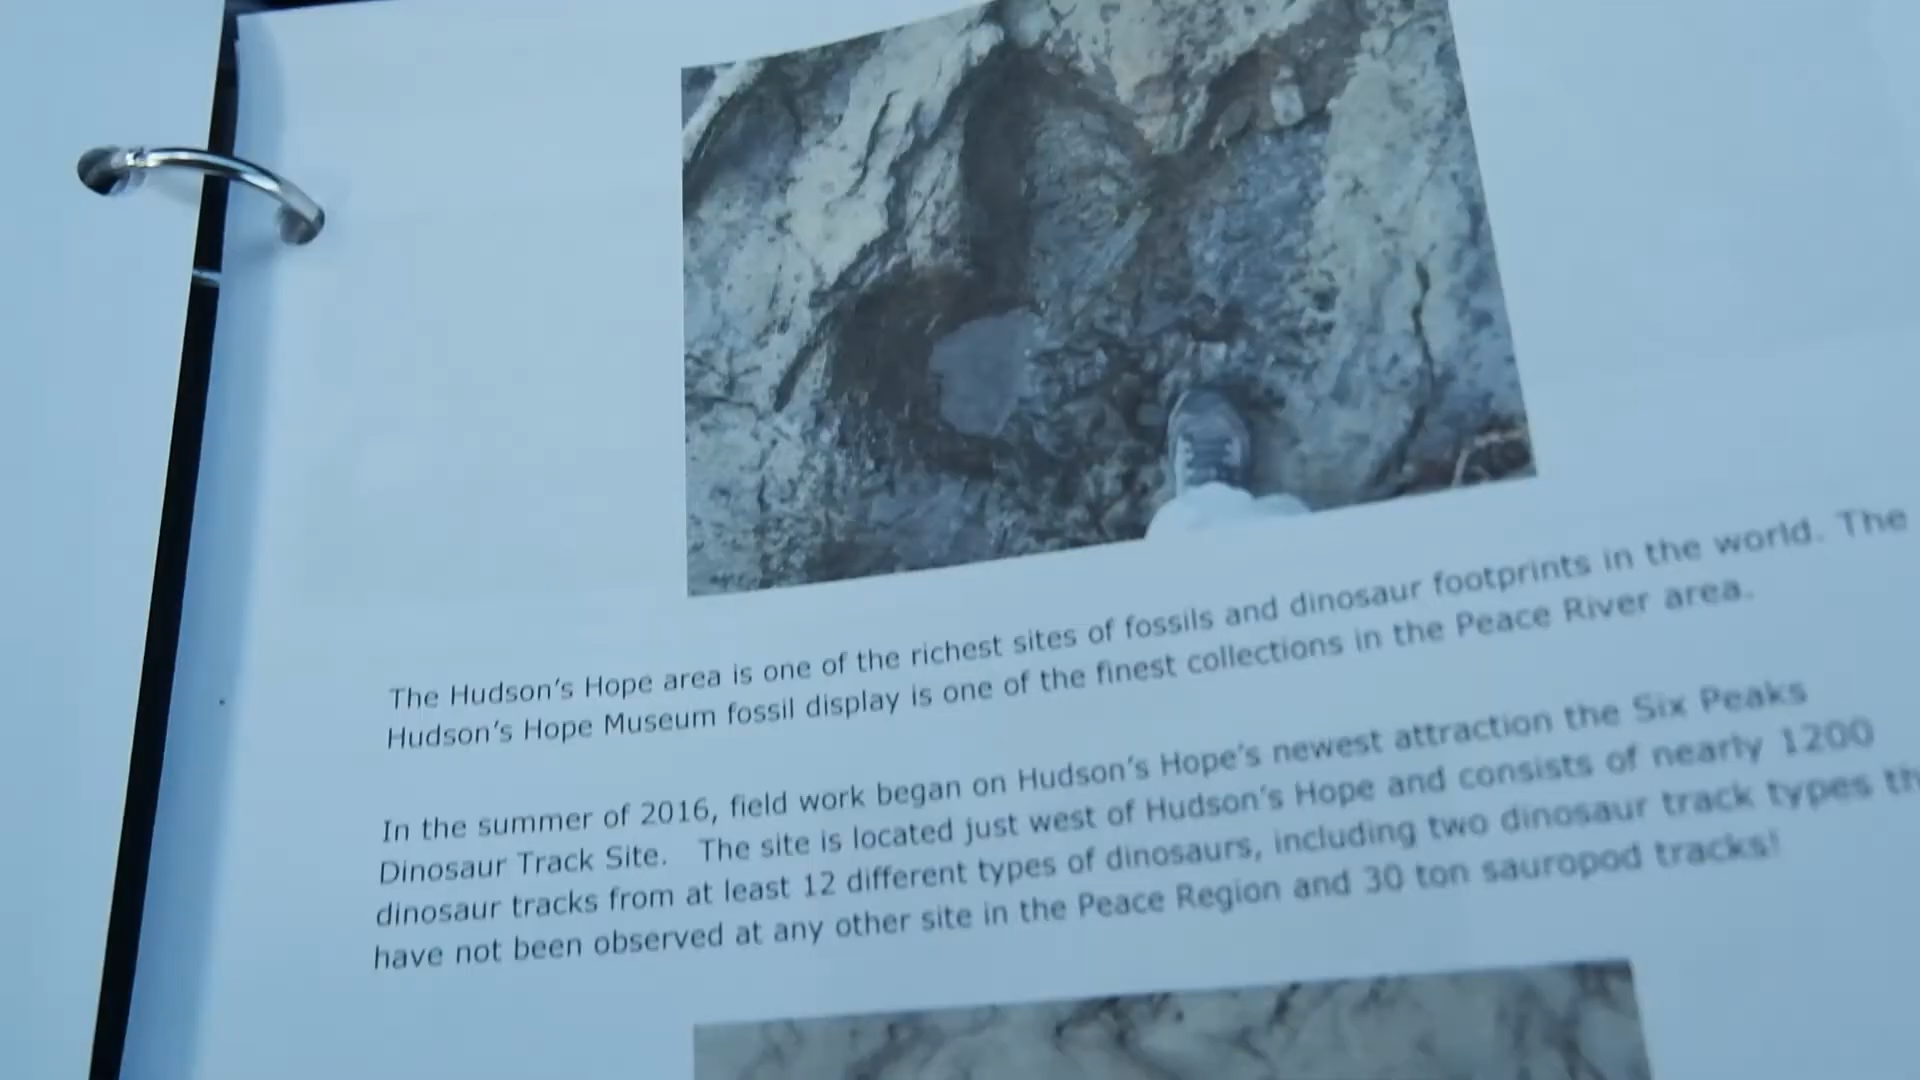 The Hudson's Hope area is one of the richest sites of fossils and dinosaur footprints in the world. The
Hudson's Hope Museum fossil display is one of the finest collections in the Peace River area.
In the summer of 2016, field work began on Hudson's Hope's newest attraction the Six Peaks
Dinosaur Track Site. The site is located just west of Hudson's Hope and consists of nearly 1200
dinosaur tracks from at least 12 different types of dinosaurs, including two dinosaur track types
have not been observed at any other site in the Peace Region and 30 ton sauropod tracks!